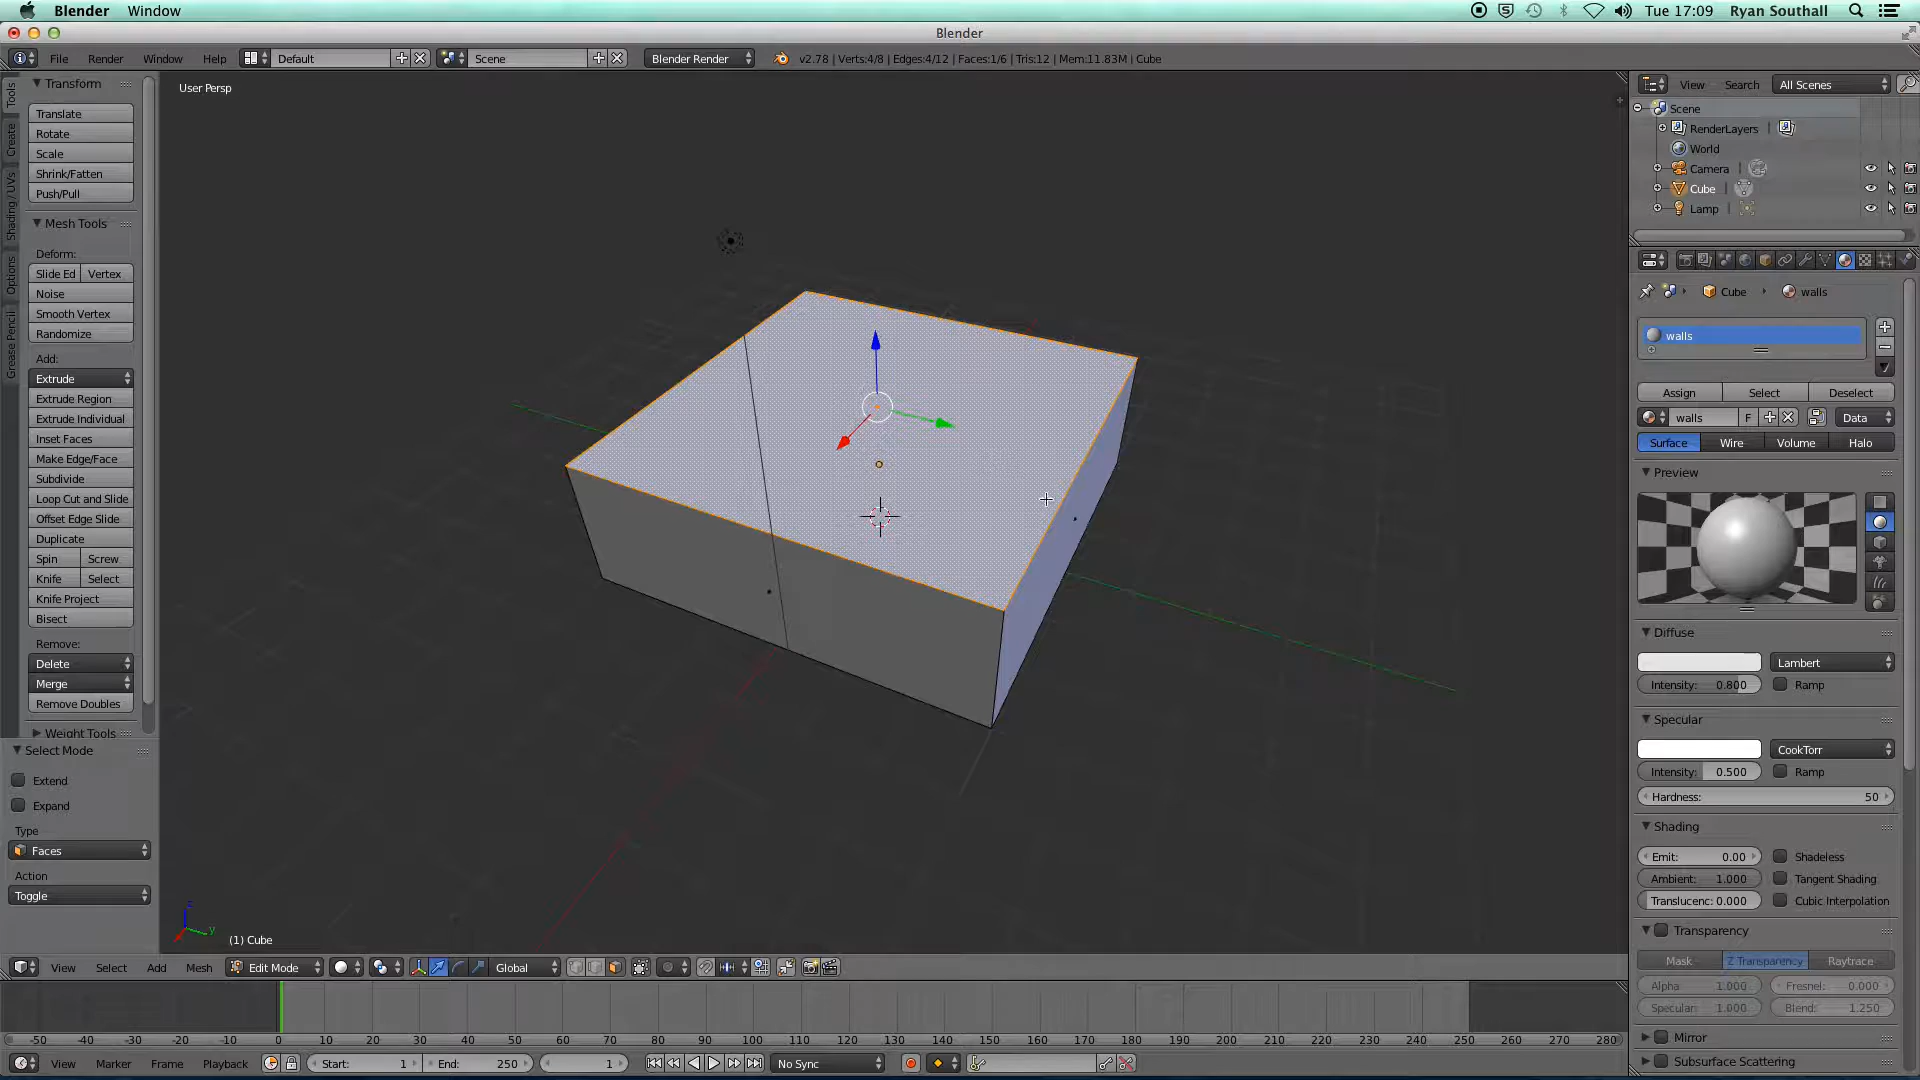 Blender Window Tue 17:09 Ryan Southall
Blender
File Render Window Help Default Scene Blender Render v2.78 | Verts:4/8 | Edges:4/12 | Faces:1/6 | Tris:12 | Mem:11.83M | Cube
Tools
Create
Shading / UVs
Options
Grease Pencil
Transform
Translate
Rotate
Scale
Shrink/Fatten
Push/Pull
Mesh Tools
Deform:
Slide Ed Vertex
Noise
Smooth Vertex
Randomize
Add:
Extrude
Extrude Region
Extrude Individual
Inset Faces
Make Edge/Face
Subdivide
Loop Cut and Slide
Offset Edge Slide
Duplicate
Spin Screw
Knife Select
Knife Project
Bisect
Remove:
Delete
Merge
Remove Doubles
Weight Tools
Select Mode
Extend
Expand
Type
Faces
Action
Toggle
User Persp
z
y
(1) Cube
View Select Add Mesh Edit Mode Global
View Search All Scenes
Scene
RenderLayers
World
Camera
Cube
Lamp
Cube walls
walls
Assign Select Deselect
walls F Data
Surface Wire Volume Halo
Preview
Diffuse
Lambert
Intensity: 0.800 Ramp
Specular
CookTorr
Intensity: 0.500 Ramp
Hardness: 50
Shading
Emit: 0.00 Shadeless
Ambient: 1.000 Tangent Shading
Translucenc: 0.000 Cubic Interpolation
Transparency
Mask Z Transparency Raytrace
Alpha 1.000 Fresnel: 0.000
Specular: 1.000 Blend: 1.250
Mirror
Subsurface Scattering
-50 -40 -30 -20 -10 0 10 20 30 40 50 60 70 80 90 100 110 120 130 140 150 160 170 180 190 200 210 220 230 240 250 260 270 280
View Marker Frame Playback Start: 1 End: 250 1 No Sync